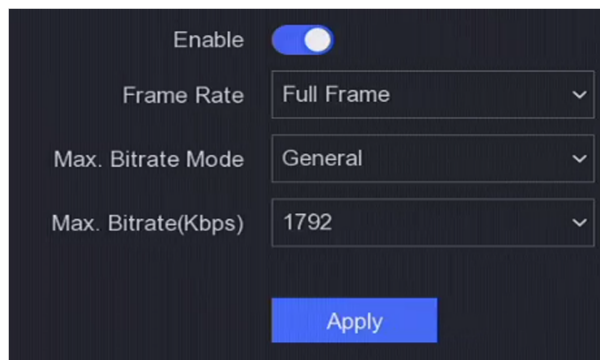 Enable
Frame Rate Full Frame
Max. Bitrate Mode General
Max. Bitrate(Kbps) 1792
Apply